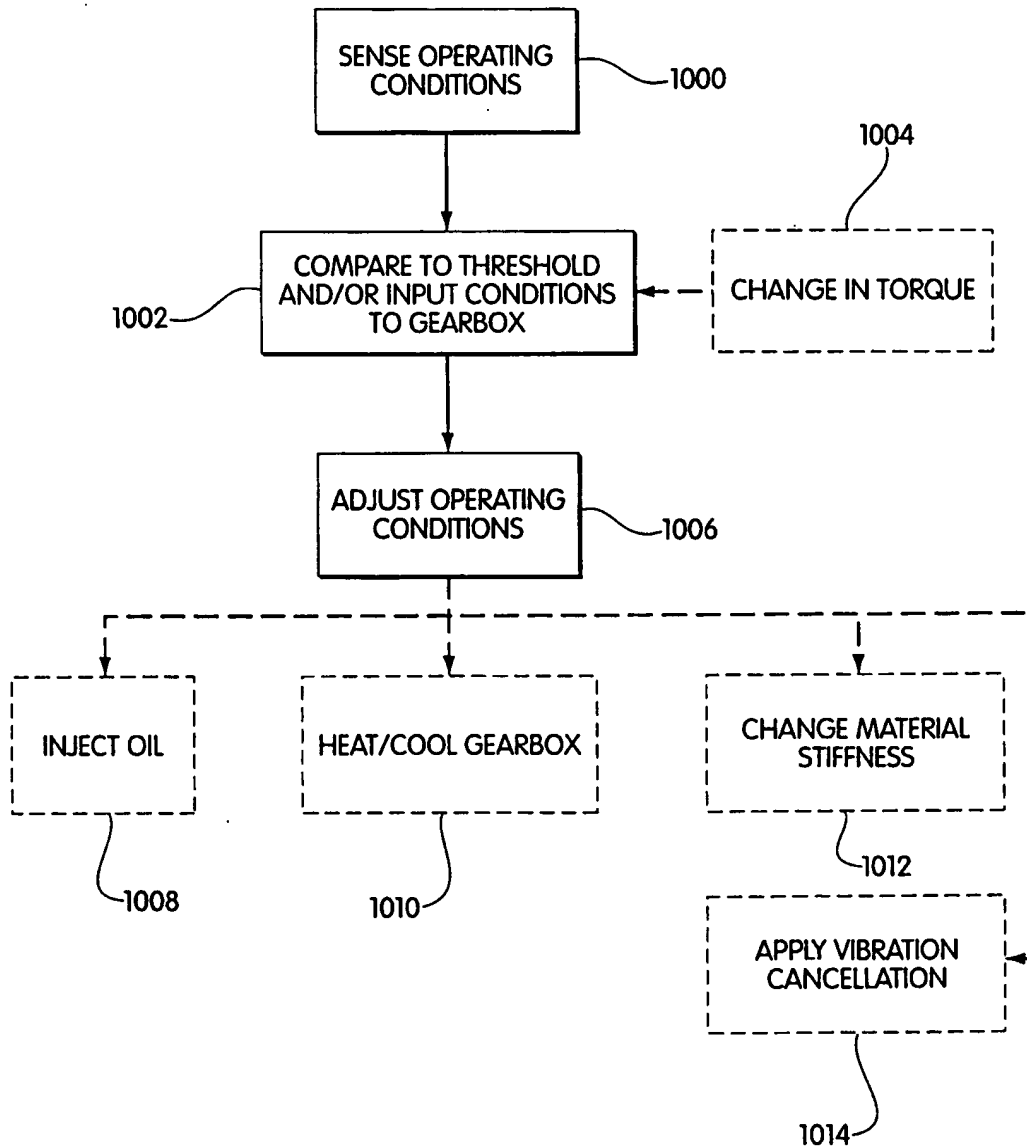 SENSE OPERATING
CONDITIONS
1000
1004
COMPARE TO THRESHOLD
AND/OR INPUT CONDITIONS
TO GEARBOX
1002
CHANGE IN TORQUE
ADJUST OPERATING
CONDITIONS
1006
INJECT OIL
HEAT/COOL GEARBOX
CHANGE MATERIAL
STIFFNESS
1008
1010
1012
APPLY VIBRATION
CANCELLATION
1014